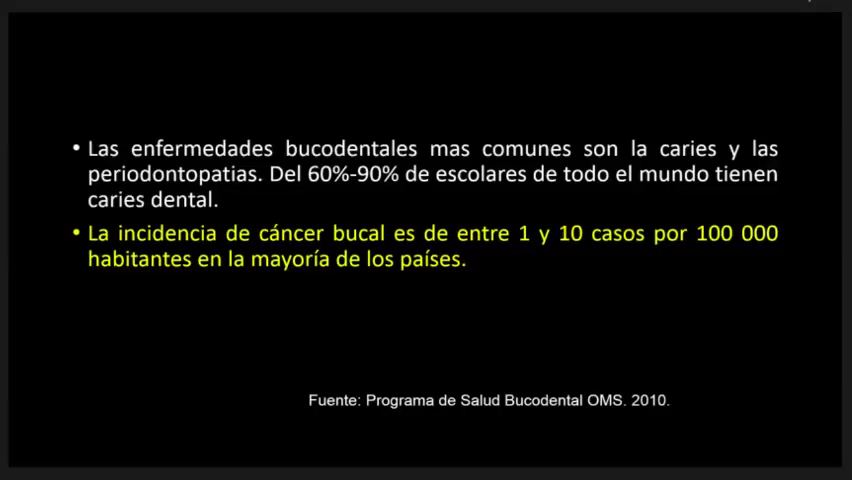 • Las enfermedades bucodentales mas comunes son la caries y las
periodontopatias. Del 60%-90% de escolares de todo el mundo tienen
caries dental.
• La incidencia de cáncer bucal es de entre 1 y 10 casos por 100 000
habitantes en la mayoría de los países.
Fuente: Programa de Salud Bucodental OMS. 2010.